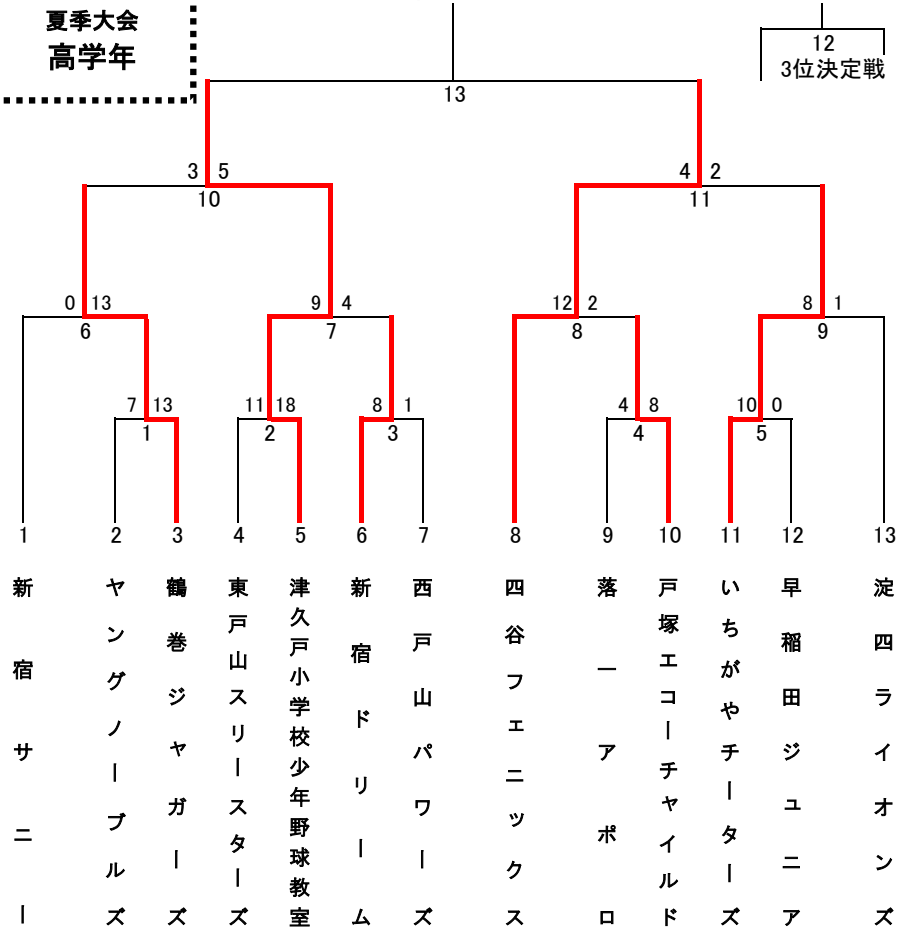 夏季大会
高学年
12
3位決定戦
13
3 5
10
4 2
11
0 13
6
9 4
7
12 2
8
8 1
9
7 13
1
11 18
2
8 1
3
4 8
4
10 0
5
1 2 3 4 5 6 7 8 9 10 11 12 13
新宿サニー
ヤングノーブルズ
鶴巻ジャガーズ
東戸山スリースターズ
津久戸小学校少年野球教室
新宿ドリーム
西戸山パワーズ
四谷フェニックス
落一アポロ
戸塚エコーチャイルド
いちがやチーターズ
早稲田ジュニア
淀四ライオンズ